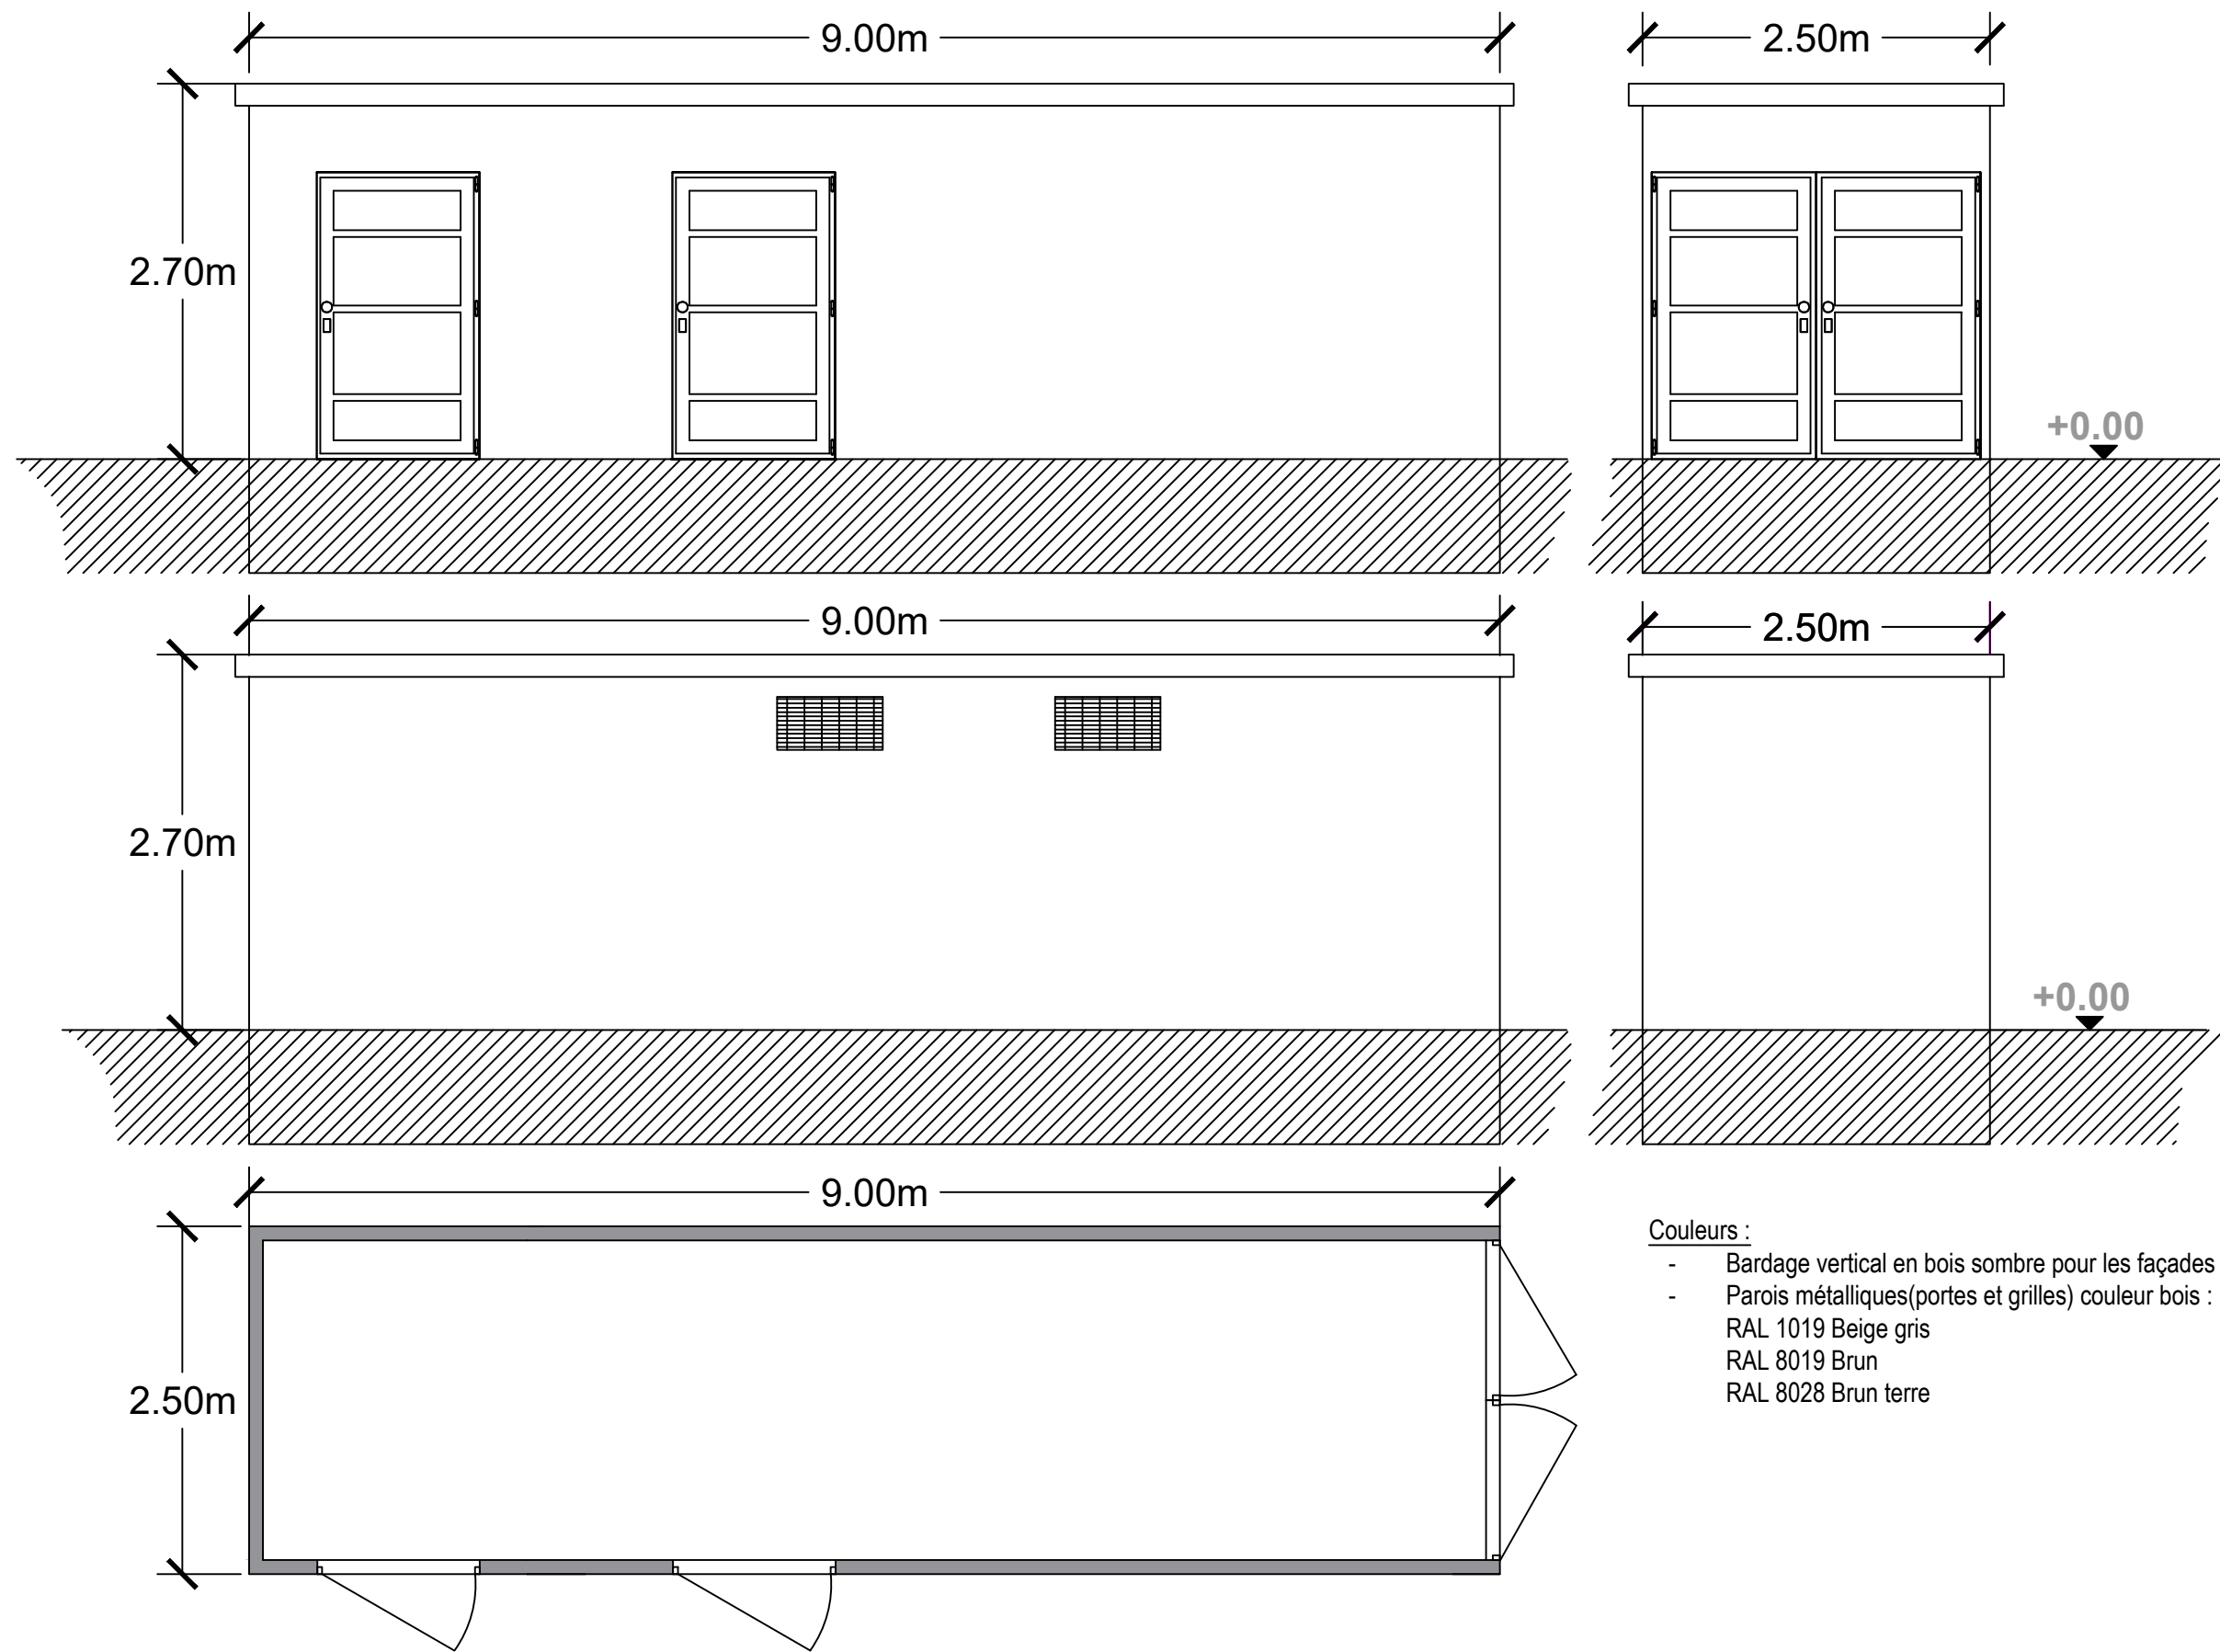 9.00m
2.50m
2.70m
+0.00
9.00m
2.50m
2.70m
+0.00
9.00m
2.50m
Couleurs :
- Bardage vertical en bois sombre pour les façades
- Parois métalliques(portes et grilles) couleur bois :
RAL 1019 Beige gris
RAL 8019 Brun
RAL 8028 Brun terre